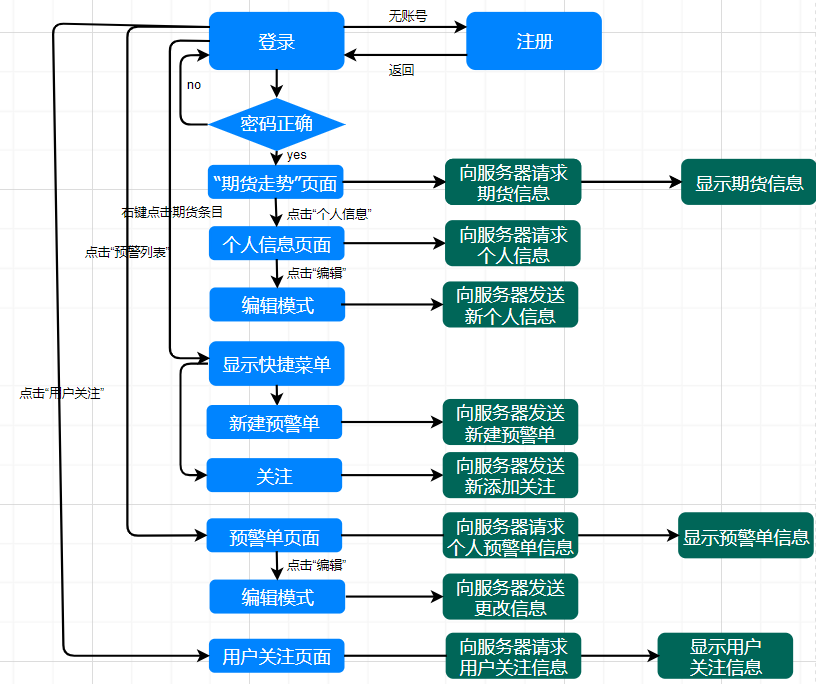 无账号
登录
注册
返回
no
密码正确
yes
“期货走势”页面
向服务器请求
期货信息
显示期货信息
右键点击期货条目
点击“个人信息”
个人信息页面
向服务器请求
个人信息
点击“预警列表”
点击“编辑”
编辑模式
向服务器发送
新个人信息
显示快捷菜单
点击“用户关注”
新建预警单
向服务器发送
新建预警单
关注
向服务器发送
新添加关注
预警单页面
向服务器请求
个人预警单信息
显示预警单信息
点击“编辑”
编辑模式
向服务器发送
更改信息
用户关注页面
向服务器请求
用户关注信息
显示用户
关注信息